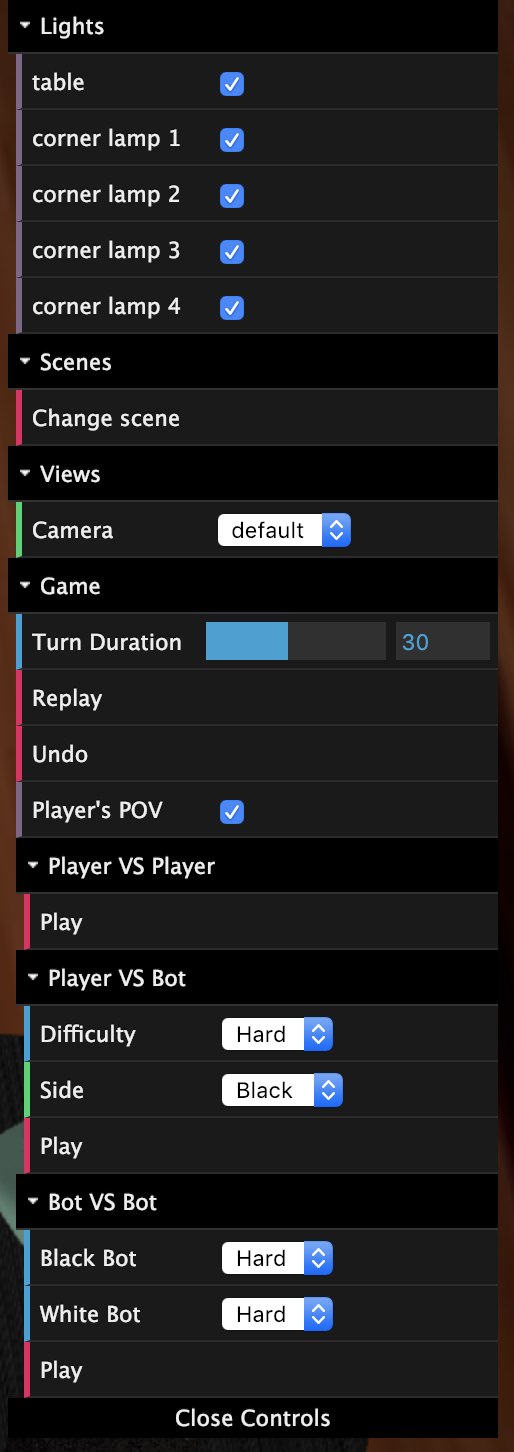 Lights
table
corner lamp 1
corner lamp 2
corner lamp 3
corner lamp 4
Scenes
Change scene
Views
Camera default
Game
Turn Duration 30
Replay
Undo
Player's POV
Player VS Player
Play
Player VS Bot
Difficulty Hard
Side Black
Play
Bot VS Bot
Black Bot Hard
White Bot Hard
Play
Close Controls